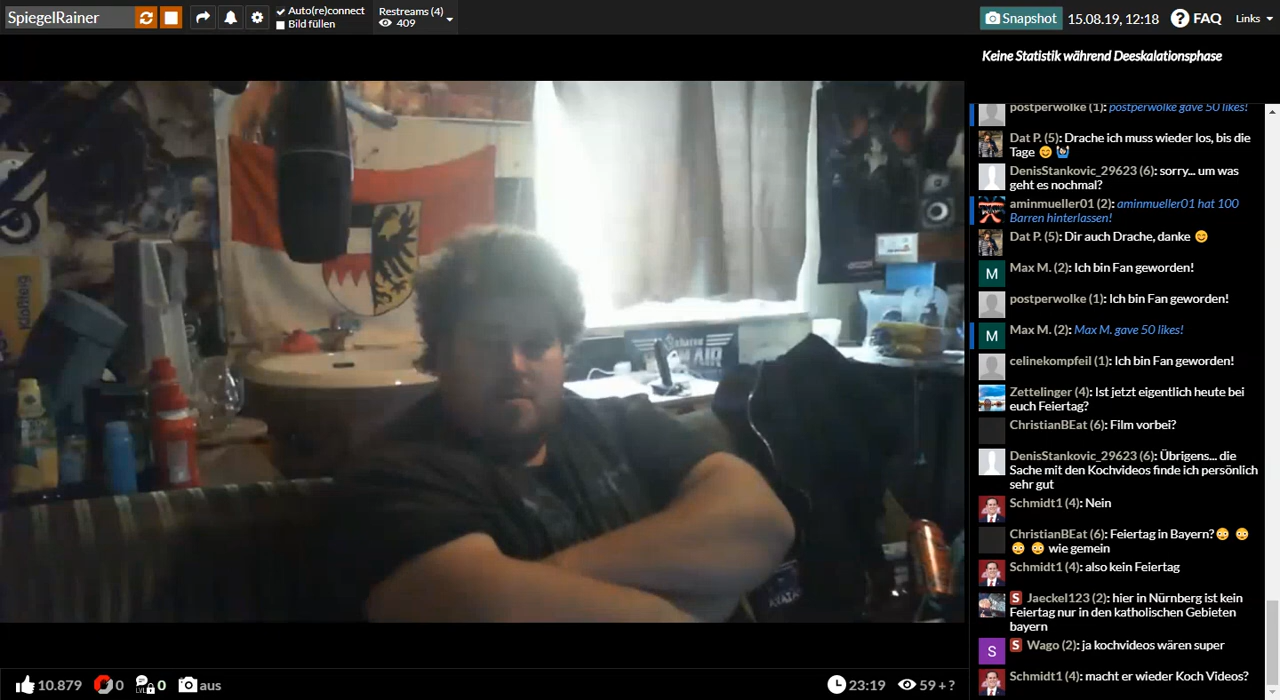 SpiegelRainer
Auto(re)connect
Bild füllen
Restreams (4)
409
Snapshot
15.08.19, 12:18
? FAQ
Links
Keine Statistik während Deeskalationsphase
postperwolke (1): postperwolke gave 50 likes!
Dat P. (5): Drache ich muss wieder los, bis die
Tage 😊 🙋🏻‍♂️
DenisStankovic_29623 (6): sorry... um was
geht es nochmal?
aminmueller01 (2): aminmueller01 hat 100
Barren hinterlassen!
Dat P. (5): Dir auch Drache, danke 😊
M
Max M. (2): Ich bin Fan geworden!
postperwolke (1): Ich bin Fan geworden!
M
Max M. (2): Max M. gave 50 likes!
celinekompfeil (1): Ich bin Fan geworden!
Zettelinger (4): Ist jetzt eigentlich heute bei
euch Feiertag?
ChristianBEat (6): Film vorbei?
DenisStankovic_29623 (6): Übrigens... die
Sache mit den Kochvideos finde ich persönlich
sehr gut
Schmidt1 (4): Nein
ChristianBEat (6): Feiertag in Bayern?😳 😳
😳 😳 wie gemein
Schmidt1 (4): also kein Feiertag
S Jaeckel123 (2): hier in Nürnberg ist kein
Feiertag nur in den katholischen Gebieten
bayern
S
S Wago (2): ja kochvideos wären super
Schmidt1 (4): macht er wieder Koch Videos?
10.879
0
LVL
0
aus
23:19
59 + ?